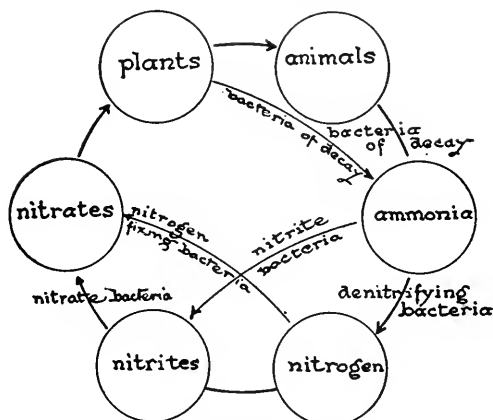 plants
animals
bacteria of decay
bacteria
of decay
nitrates
nitrogen
fixing bacteria
nitrite
bacteria
ammonia
nitrate bacteria
denitrifying
bacteria
nitrites
nitrogen